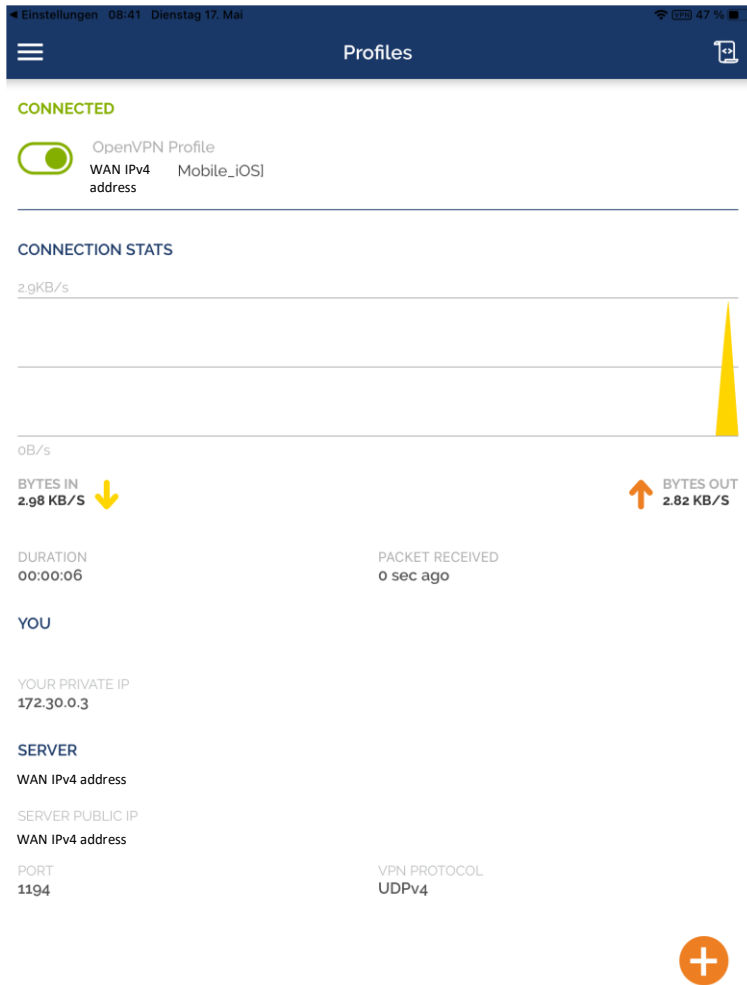 ◀ Einstellungen 08:41 Dienstag 17. Mai VPN 47 %
Profiles
CONNECTED
OpenVPN Profile
WAN IPv4 address Mobile_iOS]
CONNECTION STATS
2.9KB/s
0B/s
BYTES IN
2.98 KB/S
BYTES OUT
2.82 KB/S
DURATION
00:00:06
PACKET RECEIVED
0 sec ago
YOU
YOUR PRIVATE IP
172.30.0.3
SERVER
WAN IPv4 address
SERVER PUBLIC IP
WAN IPv4 address
PORT
1194
VPN PROTOCOL
UDPv4